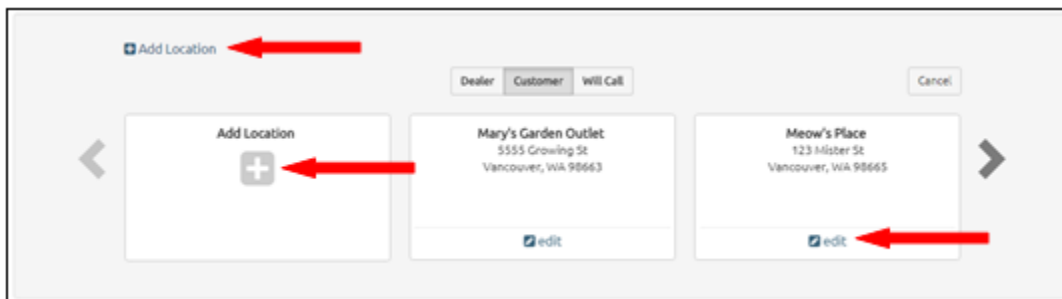 Add Location
Dealer Customer Will Call Cancel
Add Location
Mary's Garden Outlet
5555 Growing St
Vancouver, WA 98663
edit
Meow's Place
123 Mister St
Vancouver, WA 98665
edit